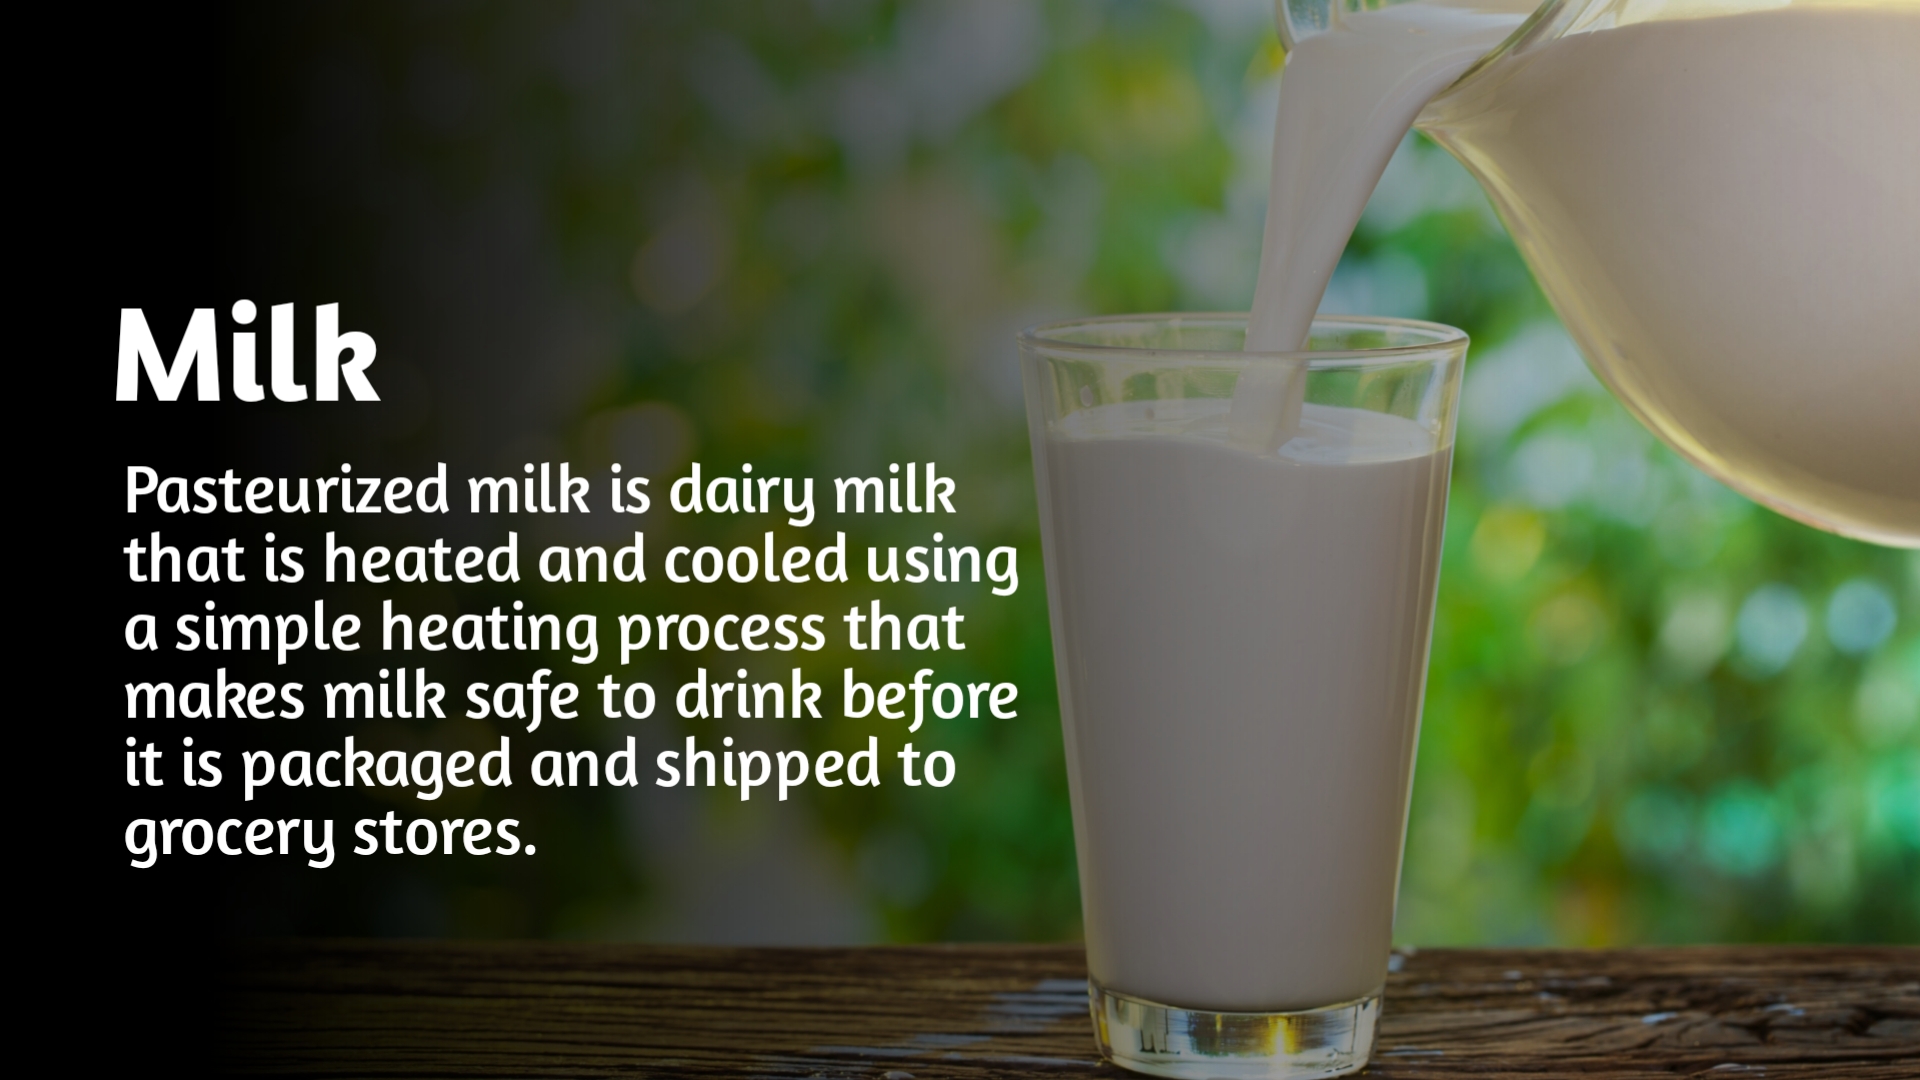 Milk
Pasteurized milk is dairy milk
that is heated and cooled using
a simple heating process that
makes milk safe to drink before
it is packaged and shipped to
grocery stores.